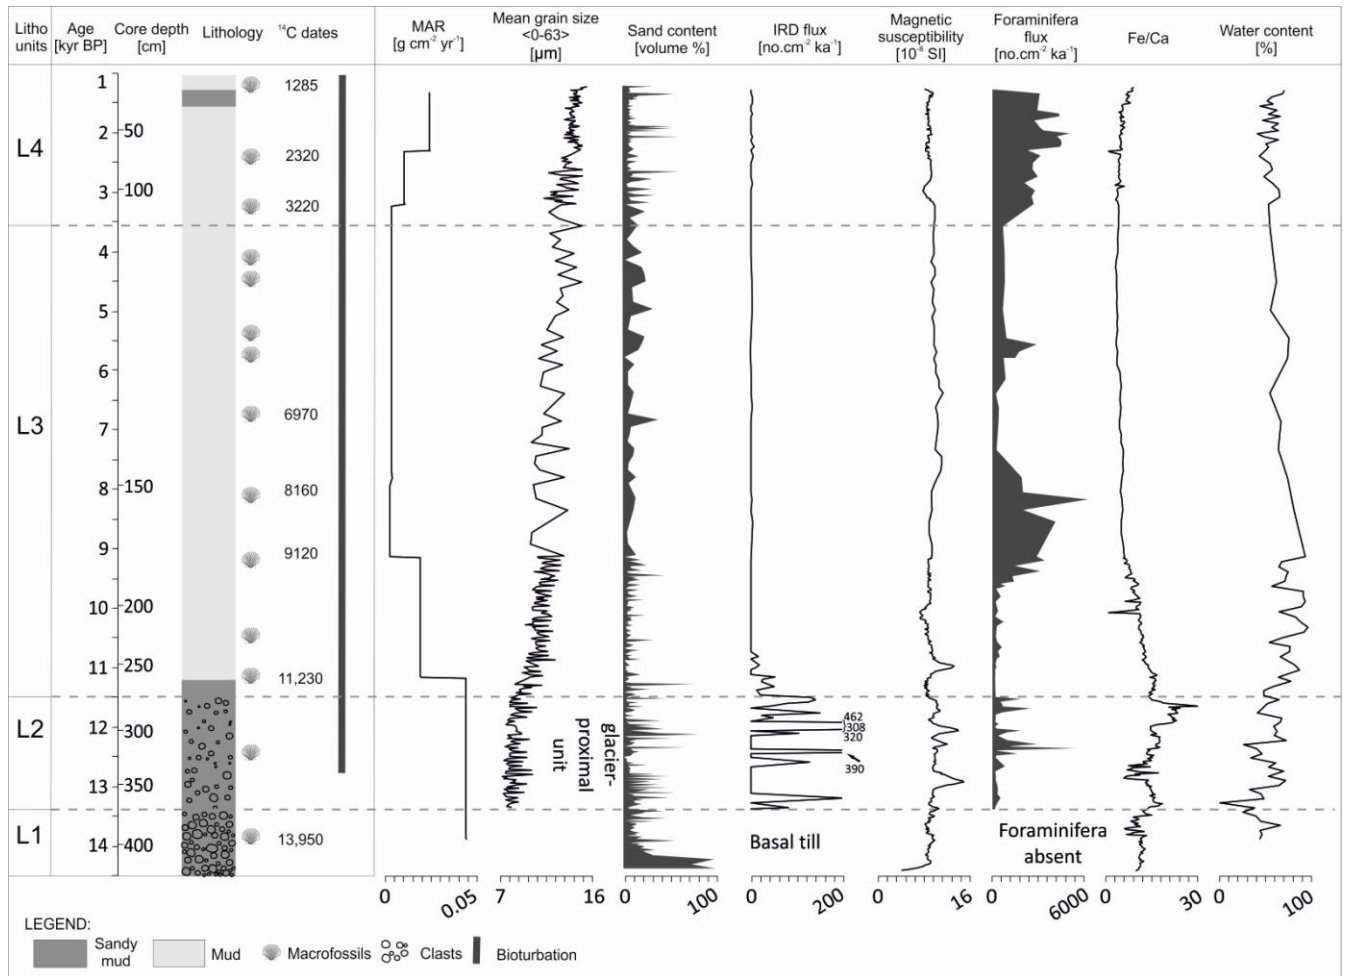 Litho units
Age [kyr BP]
Core depth [cm]
Lithology
¹⁴C dates
MAR [g cm⁻² yr⁻¹]
Mean grain size <0-63> [µm]
Sand content [volume %]
IRD flux [no.cm⁻² ka⁻¹]
Magnetic susceptibility [10⁻⁸ SI]
Foraminifera flux [no.cm⁻² ka⁻¹]
Fe/Ca
Water content [%]
L4
L3
L2
L1
1
2
3
4
5
6
7
8
9
10
11
12
13
14
50
100
150
200
250
300
350
400
1285
2320
3220
6970
8160
9120
11,230
13,950
glacier-proximal unit
462
308
320
390
Basal till
Foraminifera absent
0 0.05
7 16
0 100
0 200
0 16
0 6000
0 30
0 100
LEGEND:
Sandy mud
Mud
Macrofossils
Clasts
Bioturbation